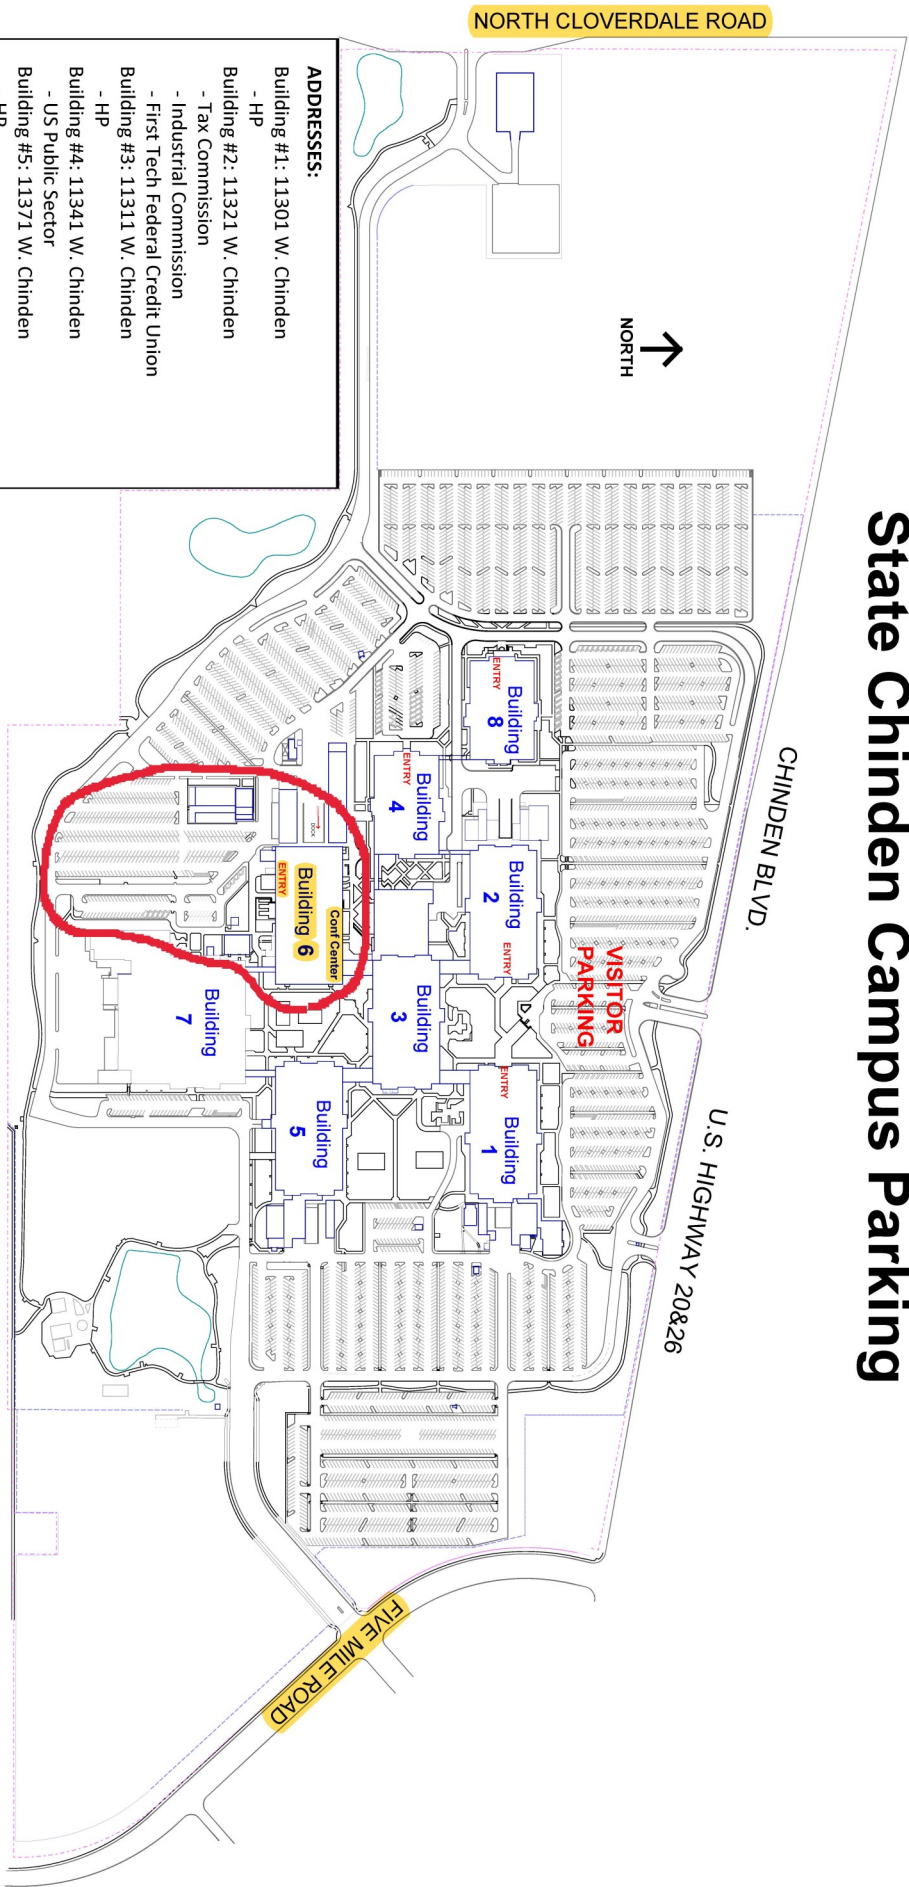 State Chinden Campus Parking
NORTH CLOVERDALE ROAD
NORTH
CHINDEN BLVD.
U.S. HIGHWAY 20&26
VISITOR
PARKING
Building
8
ENTRY
Building
4
ENTRY
Building
2
ENTRY
Building
3
Building
1
ENTRY
Building
5
Conf Center
Building 6
ENTRY
DOCK
Building
7
FIVE MILE ROAD
ADDRESSES:
Building #1: 11301 W. Chinden
- HP
Building #2: 11321 W. Chinden
- Tax Commission
- Industrial Commission
- First Tech Federal Credit Union
Building #3: 11311 W. Chinden
- HP
Building #4: 11341 W. Chinden
- US Public Sector
Building #5: 11371 W. Chinden
- HP